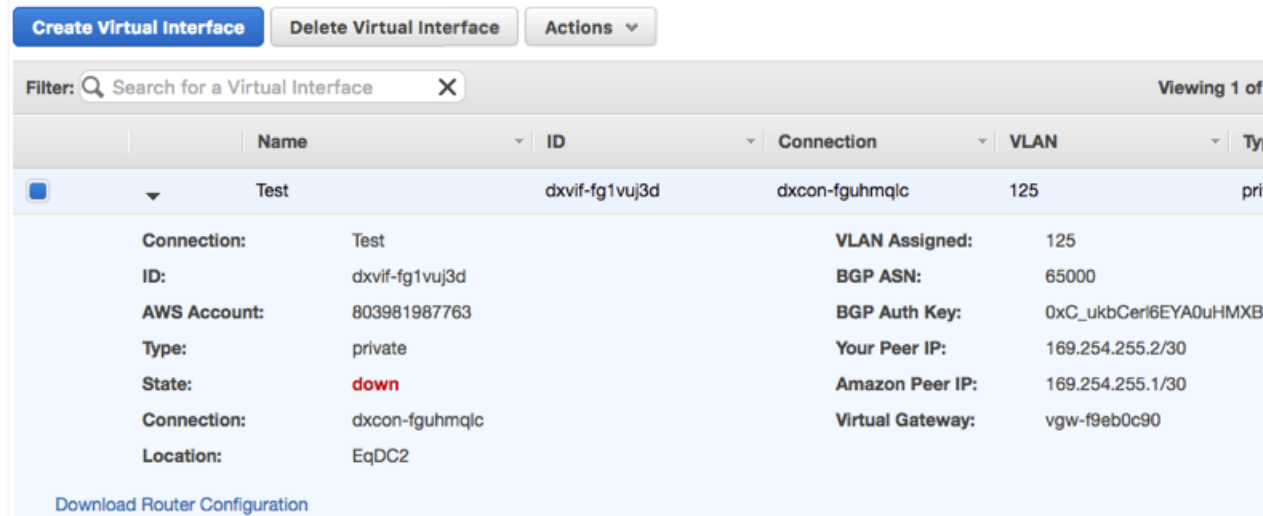 Create Virtual Interface Delete Virtual Interface Actions
Filter: Search for a Virtual Interface Viewing 1 of
Name ID Connection VLAN
Test dxvif-fg1vuj3d dxcon-fguhmqlc 125
Connection: Test VLAN Assigned: 125
ID: dxvif-fg1vuj3d BGP ASN: 65000
AWS Account: 803981987763 BGP Auth Key: 0xC_ukbCerl6EYA0uHMXB
Type: private Your Peer IP: 169.254.255.2/30
State: down Amazon Peer IP: 169.254.255.1/30
Connection: dxcon-fguhmqlc Virtual Gateway: vgw-f9eb0c90
Location: EqDC2
Download Router Configuration